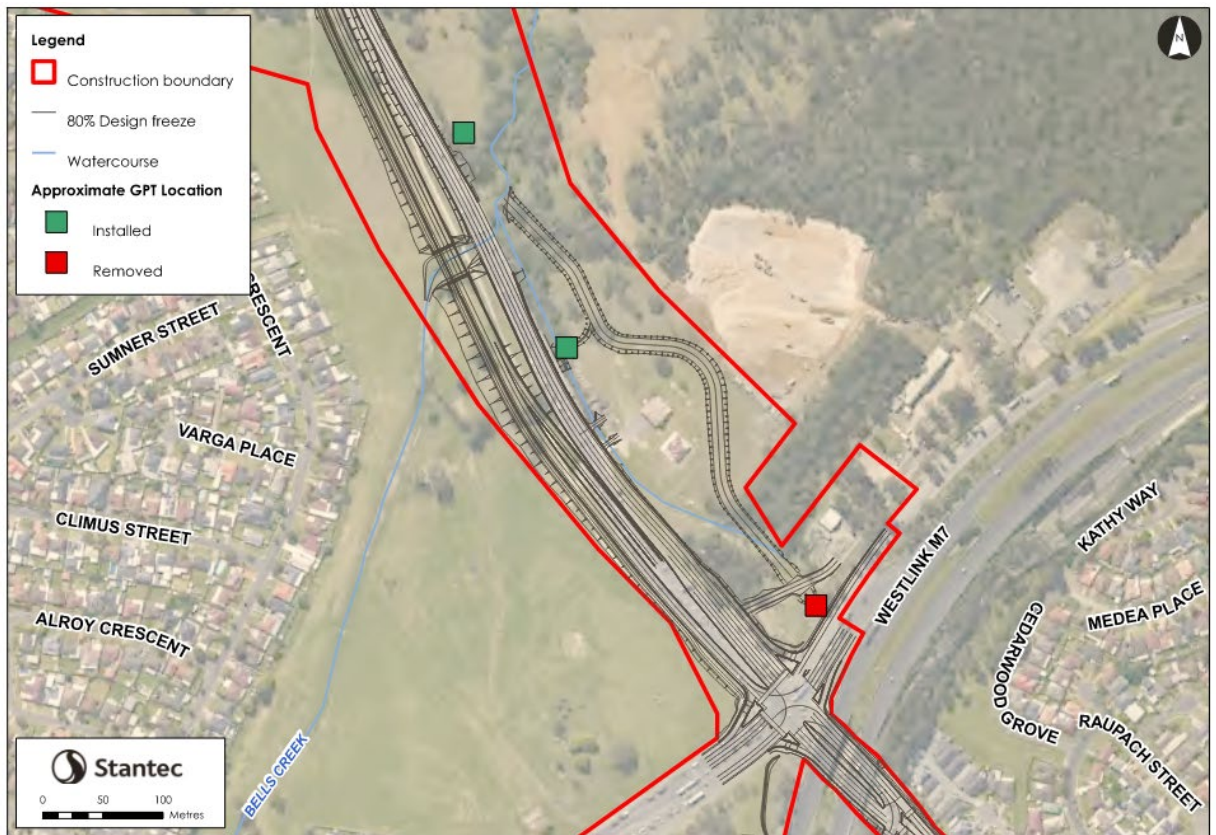 Legend
Construction boundary
80% Design freeze
Watercourse
Approximate GPT Location
Installed
Removed
N
CRESCENT
SUMNER STREET
VARGA PLACE
CLIMUS STREET
ALROY CRESCENT
BELLS CREEK
WESTLINK M7
KATHY WAY
MEDEA PLACE
CEDARWOOD
GROVE
RAUPACH STREET
Stantec
0 50 100
Metres